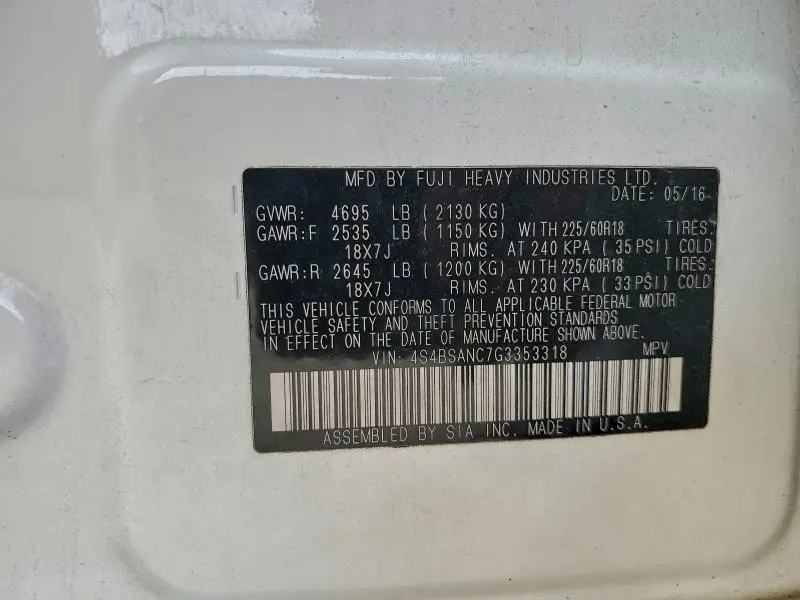 MFD BY FUJI HEAVY INDUSTRIES LTD.
DATE: 05/16
GVWR: 4695 LB ( 2130 KG)
GAWR:F 2535 LB ( 1150 KG) WITH 225/60R18 TIRES.
18X7J RIMS. AT 240 KPA ( 35 PSI) COLD
GAWR:R 2645 LB ( 1200 KG) WITH 225/60R18 TIRES.
18X7J RIMS. AT 230 KPA ( 33 PSI) COLD
THIS VEHICLE CONFORMS TO ALL APPLICABLE FEDERAL MOTOR
VEHICLE SAFETY AND THEFT PREVENTION STANDARDS
IN EFFECT ON THE DATE OF MANUFACTURE SHOWN ABOVE.
VIN: 4S4BSANC7G3353318 MPV
ASSEMBLED BY SIA INC. MADE IN U.S.A.